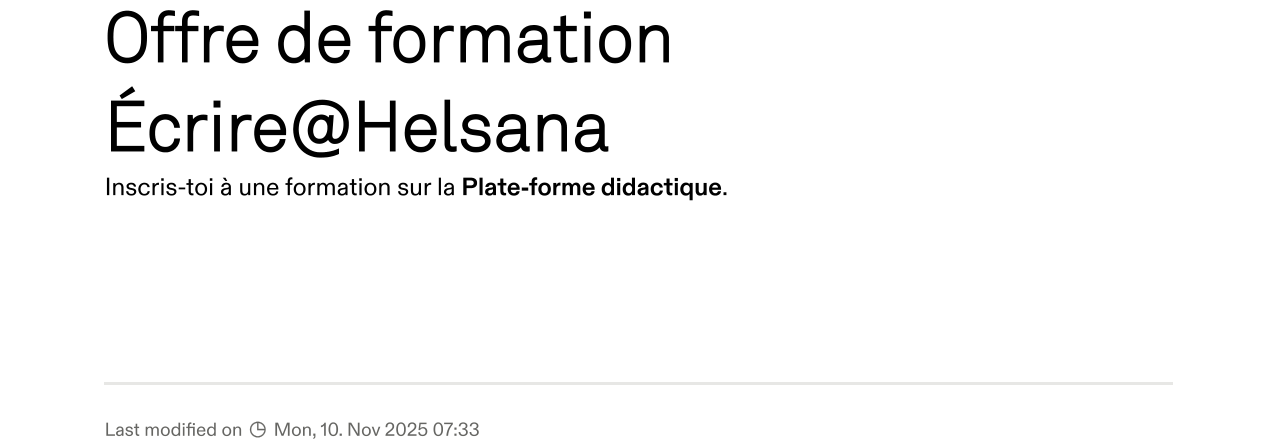 Offre de formation
Écrire@Helsana
Inscris-toi à une formation sur la Plate-forme didactique.
Last modified on Mon, 10. Nov 2025 07:33